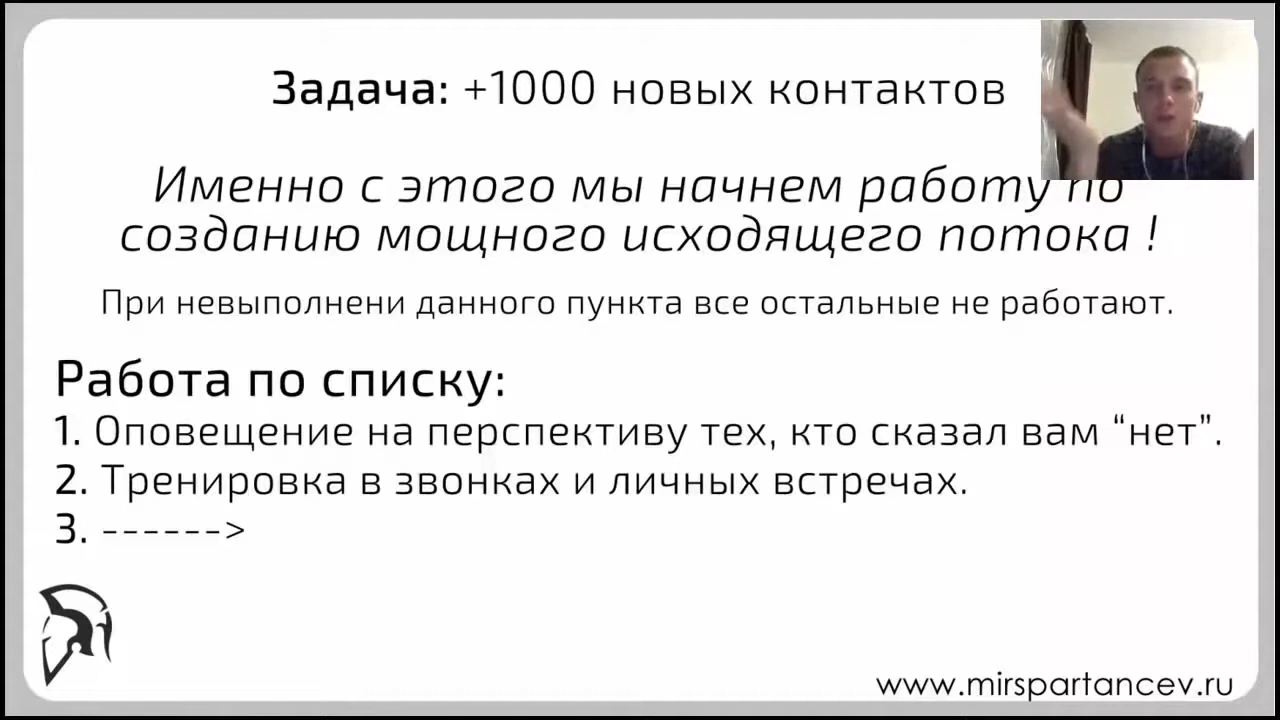 Задача: +1000 новых контактов
Именно с этого мы начнем работу по
созданию мощного исходящего потока !
При невыполнени данного пункта все остальные не работают.
Работа по списку:
1. Оповещение на перспективу тех, кто сказал вам “нет”.
2. Тренировка в звонках и личных встречах.
3. ------>
www.mirspartancev.ru